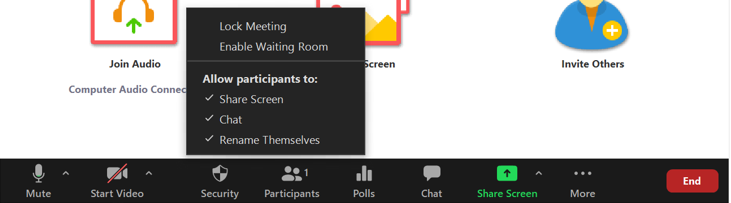 Lock Meeting
Enable Waiting Room
Join Audio
Screen
Invite Others
Allow participants to:
Computer Audio Connec
Share Screen
Chat
Rename Themselves
1
Mute
Start Video
Security
Participants
Polls
Chat
Share Screen
More
End